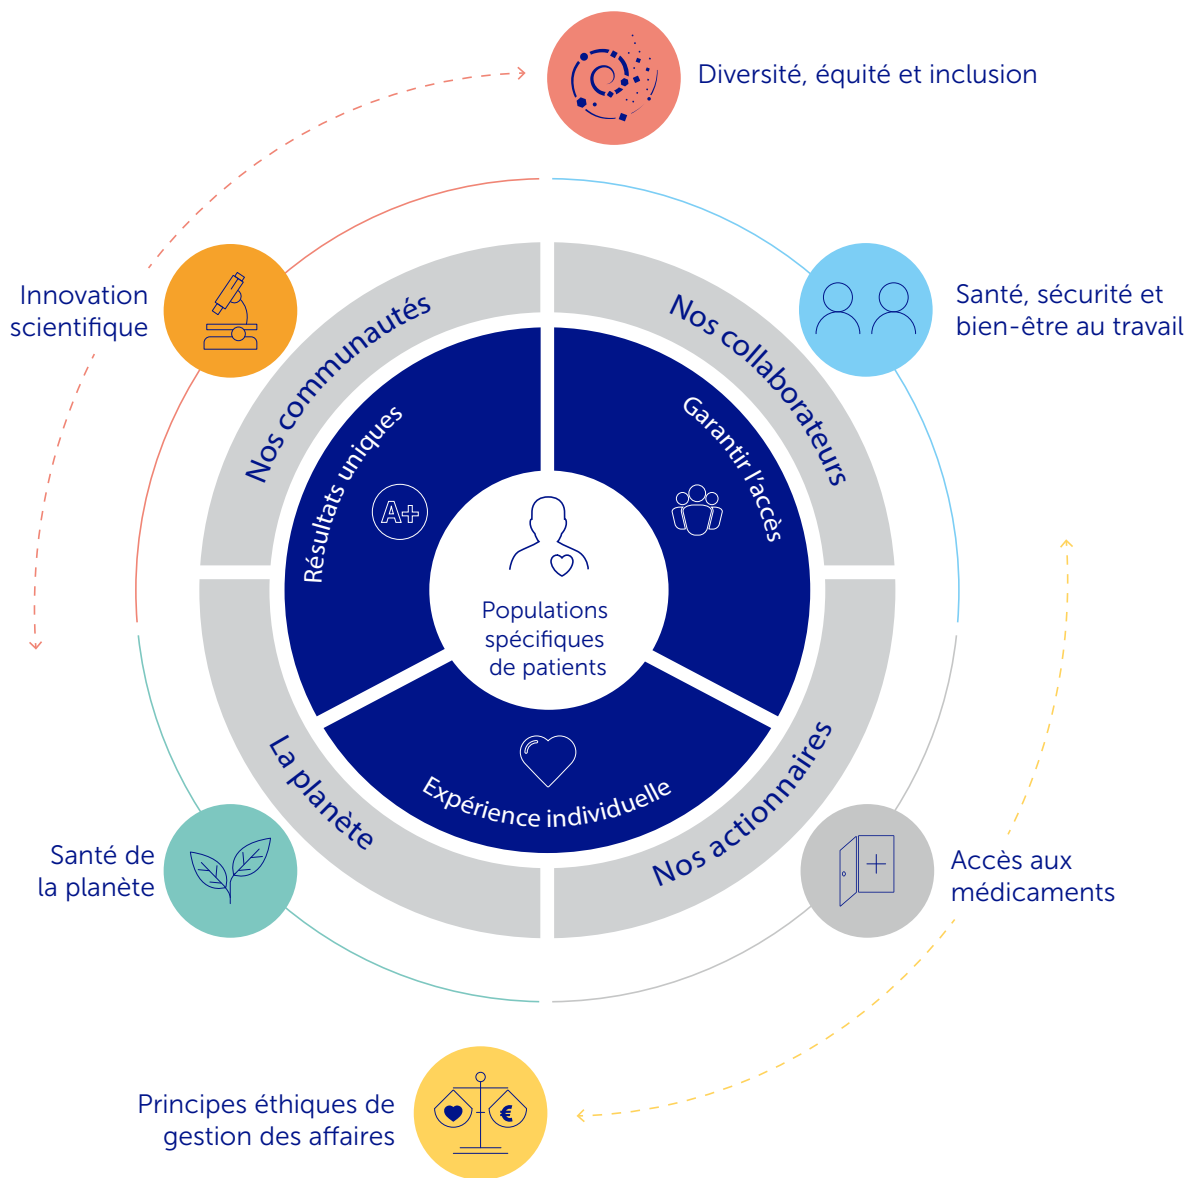 Diversité, équité et inclusion
Innovation
scientifique
Santé, sécurité et
bien-être au travail
Nos communautés
Nos collaborateurs
Résultats uniques
Garantir l'accès
A+
Populations
spécifiques
de patients
Expérience individuelle
La planète
Nos actionnaires
Santé de
la planète
Accès aux
médicaments
Principes éthiques de
gestion des affaires
€